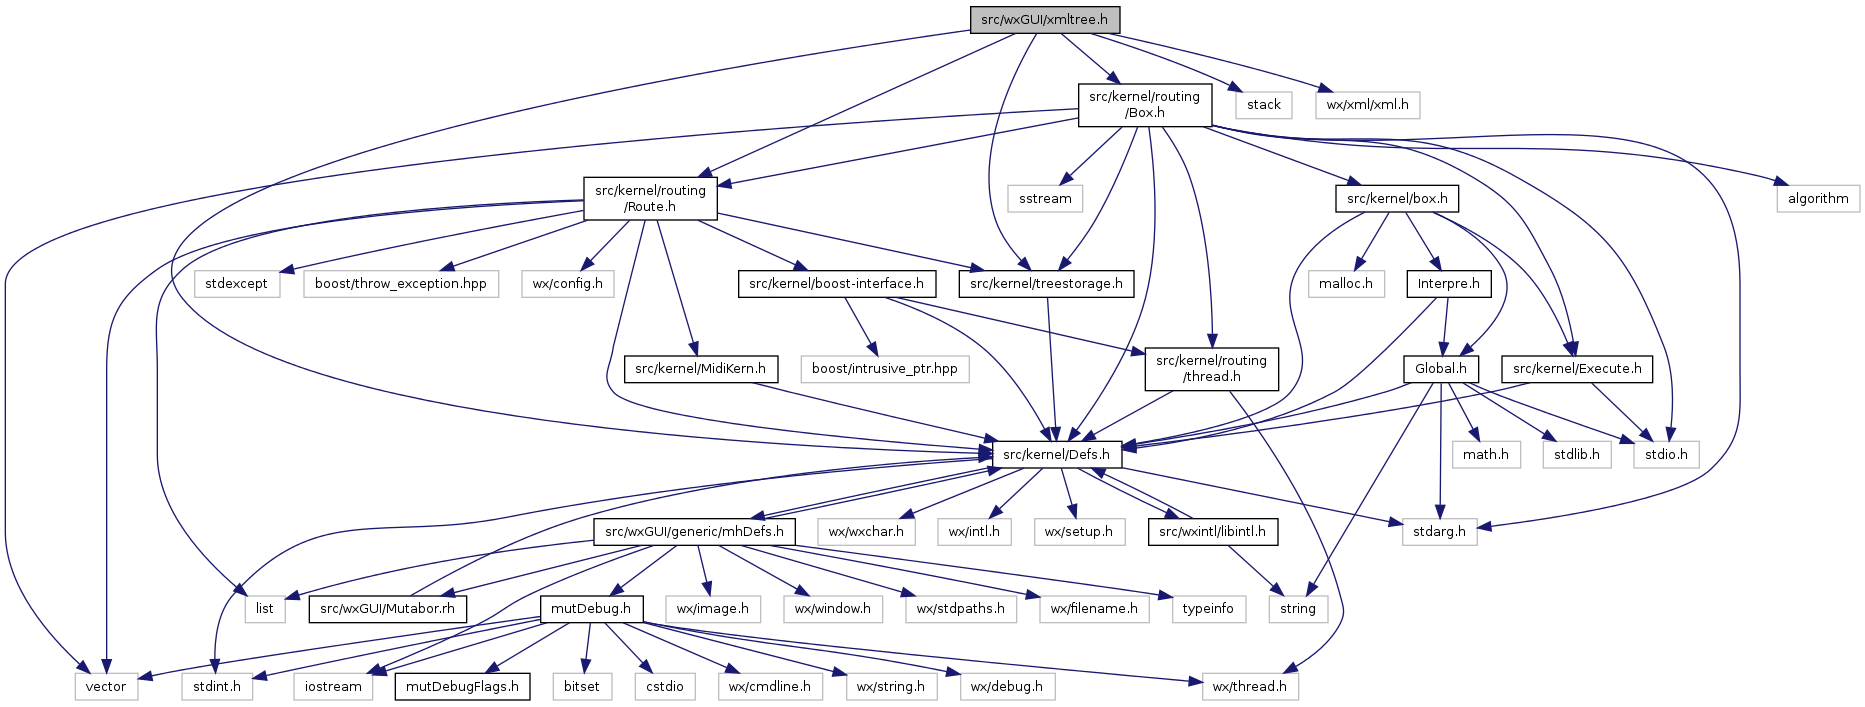 src/wxGUI/xmltree.h
src/kernel/routing
/Box.h
stack
wx/xml/xml.h
src/kernel/routing
/Route.h
sstream
src/kernel/box.h
algorithm
stdexcept
boost/throw_exception.hpp
wx/config.h
src/kernel/boost-interface.h
src/kernel/treestorage.h
malloc.h
Interpre.h
src/kernel/MidiKern.h
boost/intrusive_ptr.hpp
src/kernel/routing
/thread.h
Global.h
src/kernel/Execute.h
src/kernel/Defs.h
math.h
stdlib.h
stdio.h
src/wxGUI/generic/mhDefs.h
wx/wxchar.h
wx/intl.h
wx/setup.h
src/wxintl/libintl.h
stdarg.h
list
src/wxGUI/Mutabor.rh
mutDebug.h
wx/image.h
wx/window.h
wx/stdpaths.h
wx/filename.h
typeinfo
string
vector
stdint.h
iostream
mutDebugFlags.h
bitset
cstdio
wx/cmdline.h
wx/string.h
wx/debug.h
wx/thread.h